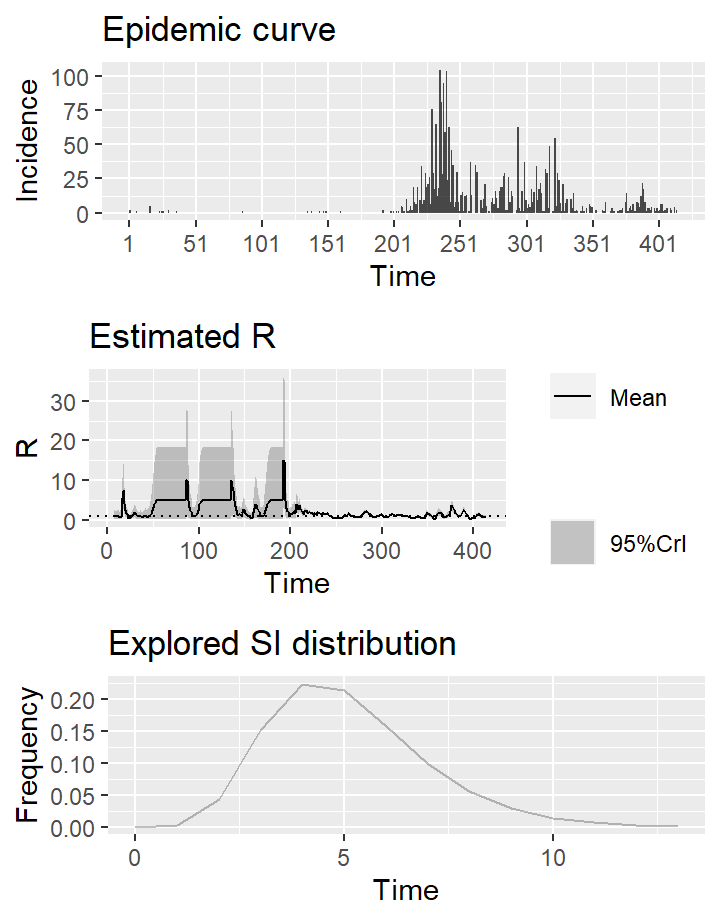 Epidemic curve
100
75
50
25
0
Incidence
1 51 101 151 201 251 301 351 401
Time
Estimated R
30
20
10
0
R
0 100 200 300 400
Time
Mean
95%CrI
Explored SI distribution
0.20
0.15
0.10
0.05
0.00
Frequency
0 5 10
Time